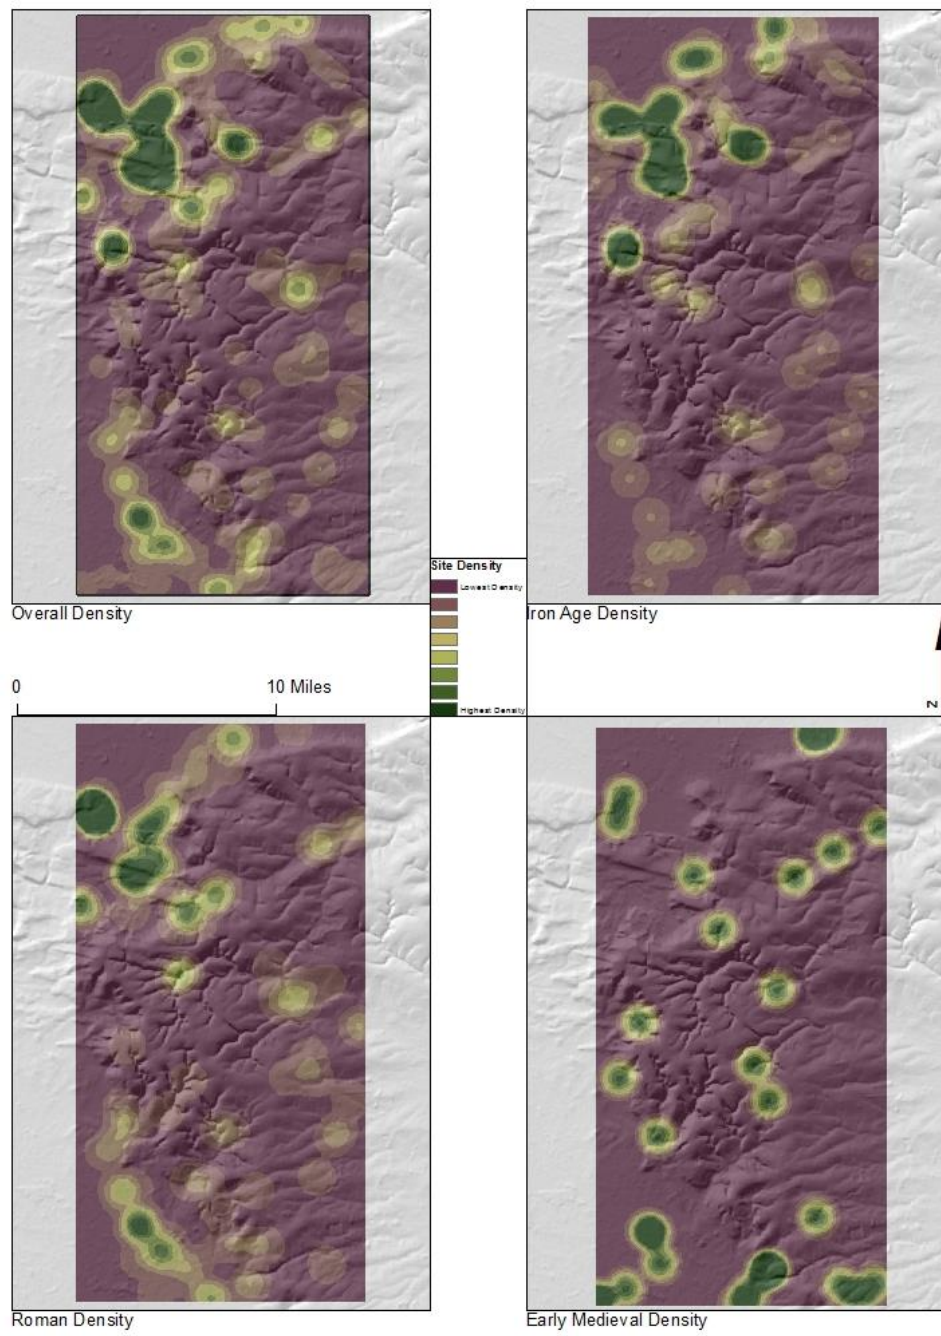 Site Density
Lowest Density
Highest Density
Overall Density
Iron Age Density
0 10 Miles
N
Roman Density
Early Medieval Density